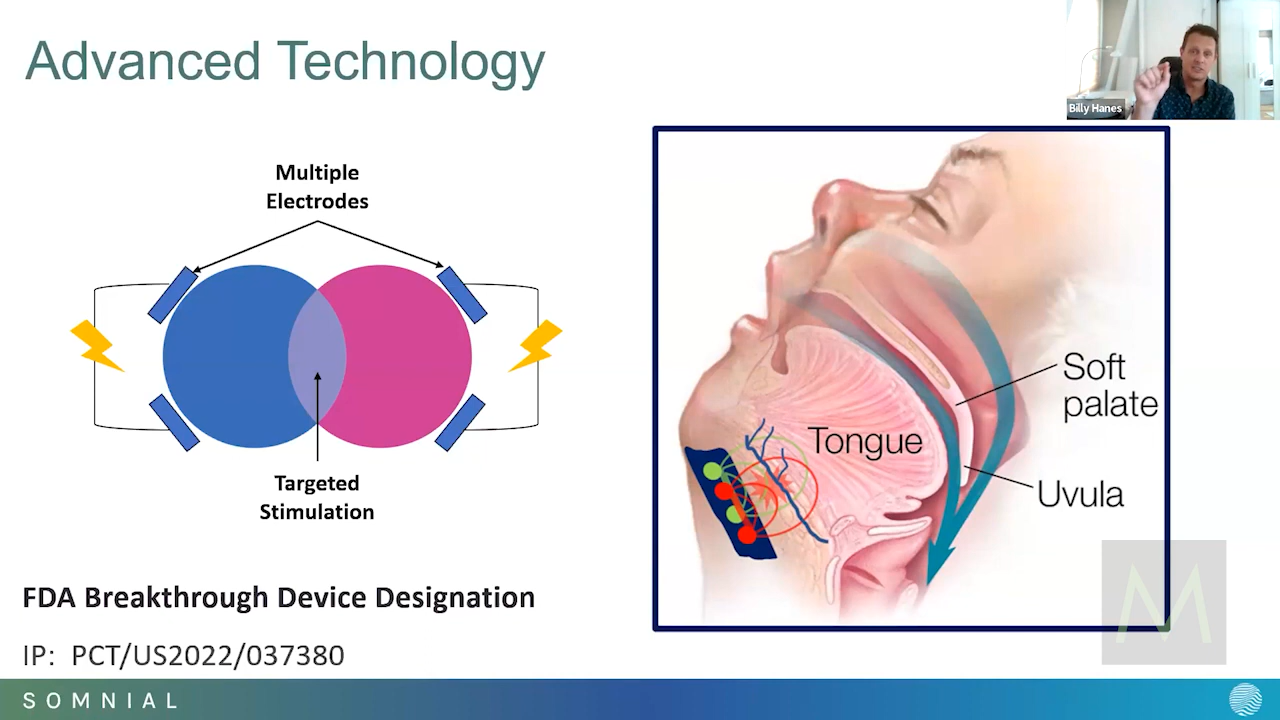 Advanced Technology
Billy Hanes
Multiple
Electrodes
Targeted
Stimulation
Soft
palate
Tongue
Uvula
M
FDA Breakthrough Device Designation
IP: PCT/US2022/037380
SOMNIAL